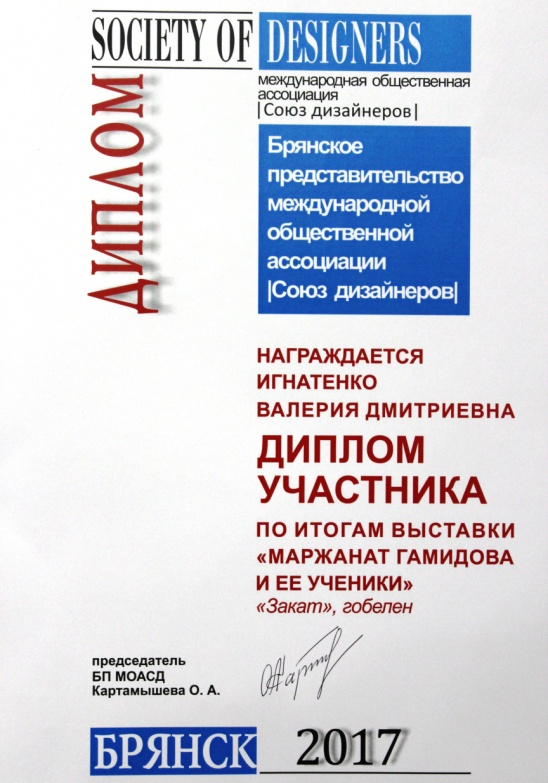 SOCIETY OF DESIGNERS
международная общественная
ассоциация
|Союз дизайнеров|
ДИПЛОМ
Брянское
представительство
международной
общественной
ассоциации
|Союз дизайнеров|
НАГРАЖДАЕТСЯ
ИГНАТЕНКО
ВАЛЕРИЯ ДМИТРИЕВНА
ДИПЛОМ
УЧАСТНИКА
ПО ИТОГАМ ВЫСТАВКИ
«МАРЖАНАТ ГАМИДОВА
И ЕЕ УЧЕНИКИ»
«Закат», гобелен
председатель
БП МОАСД
Картамышева О. А.
БРЯНСК 2017